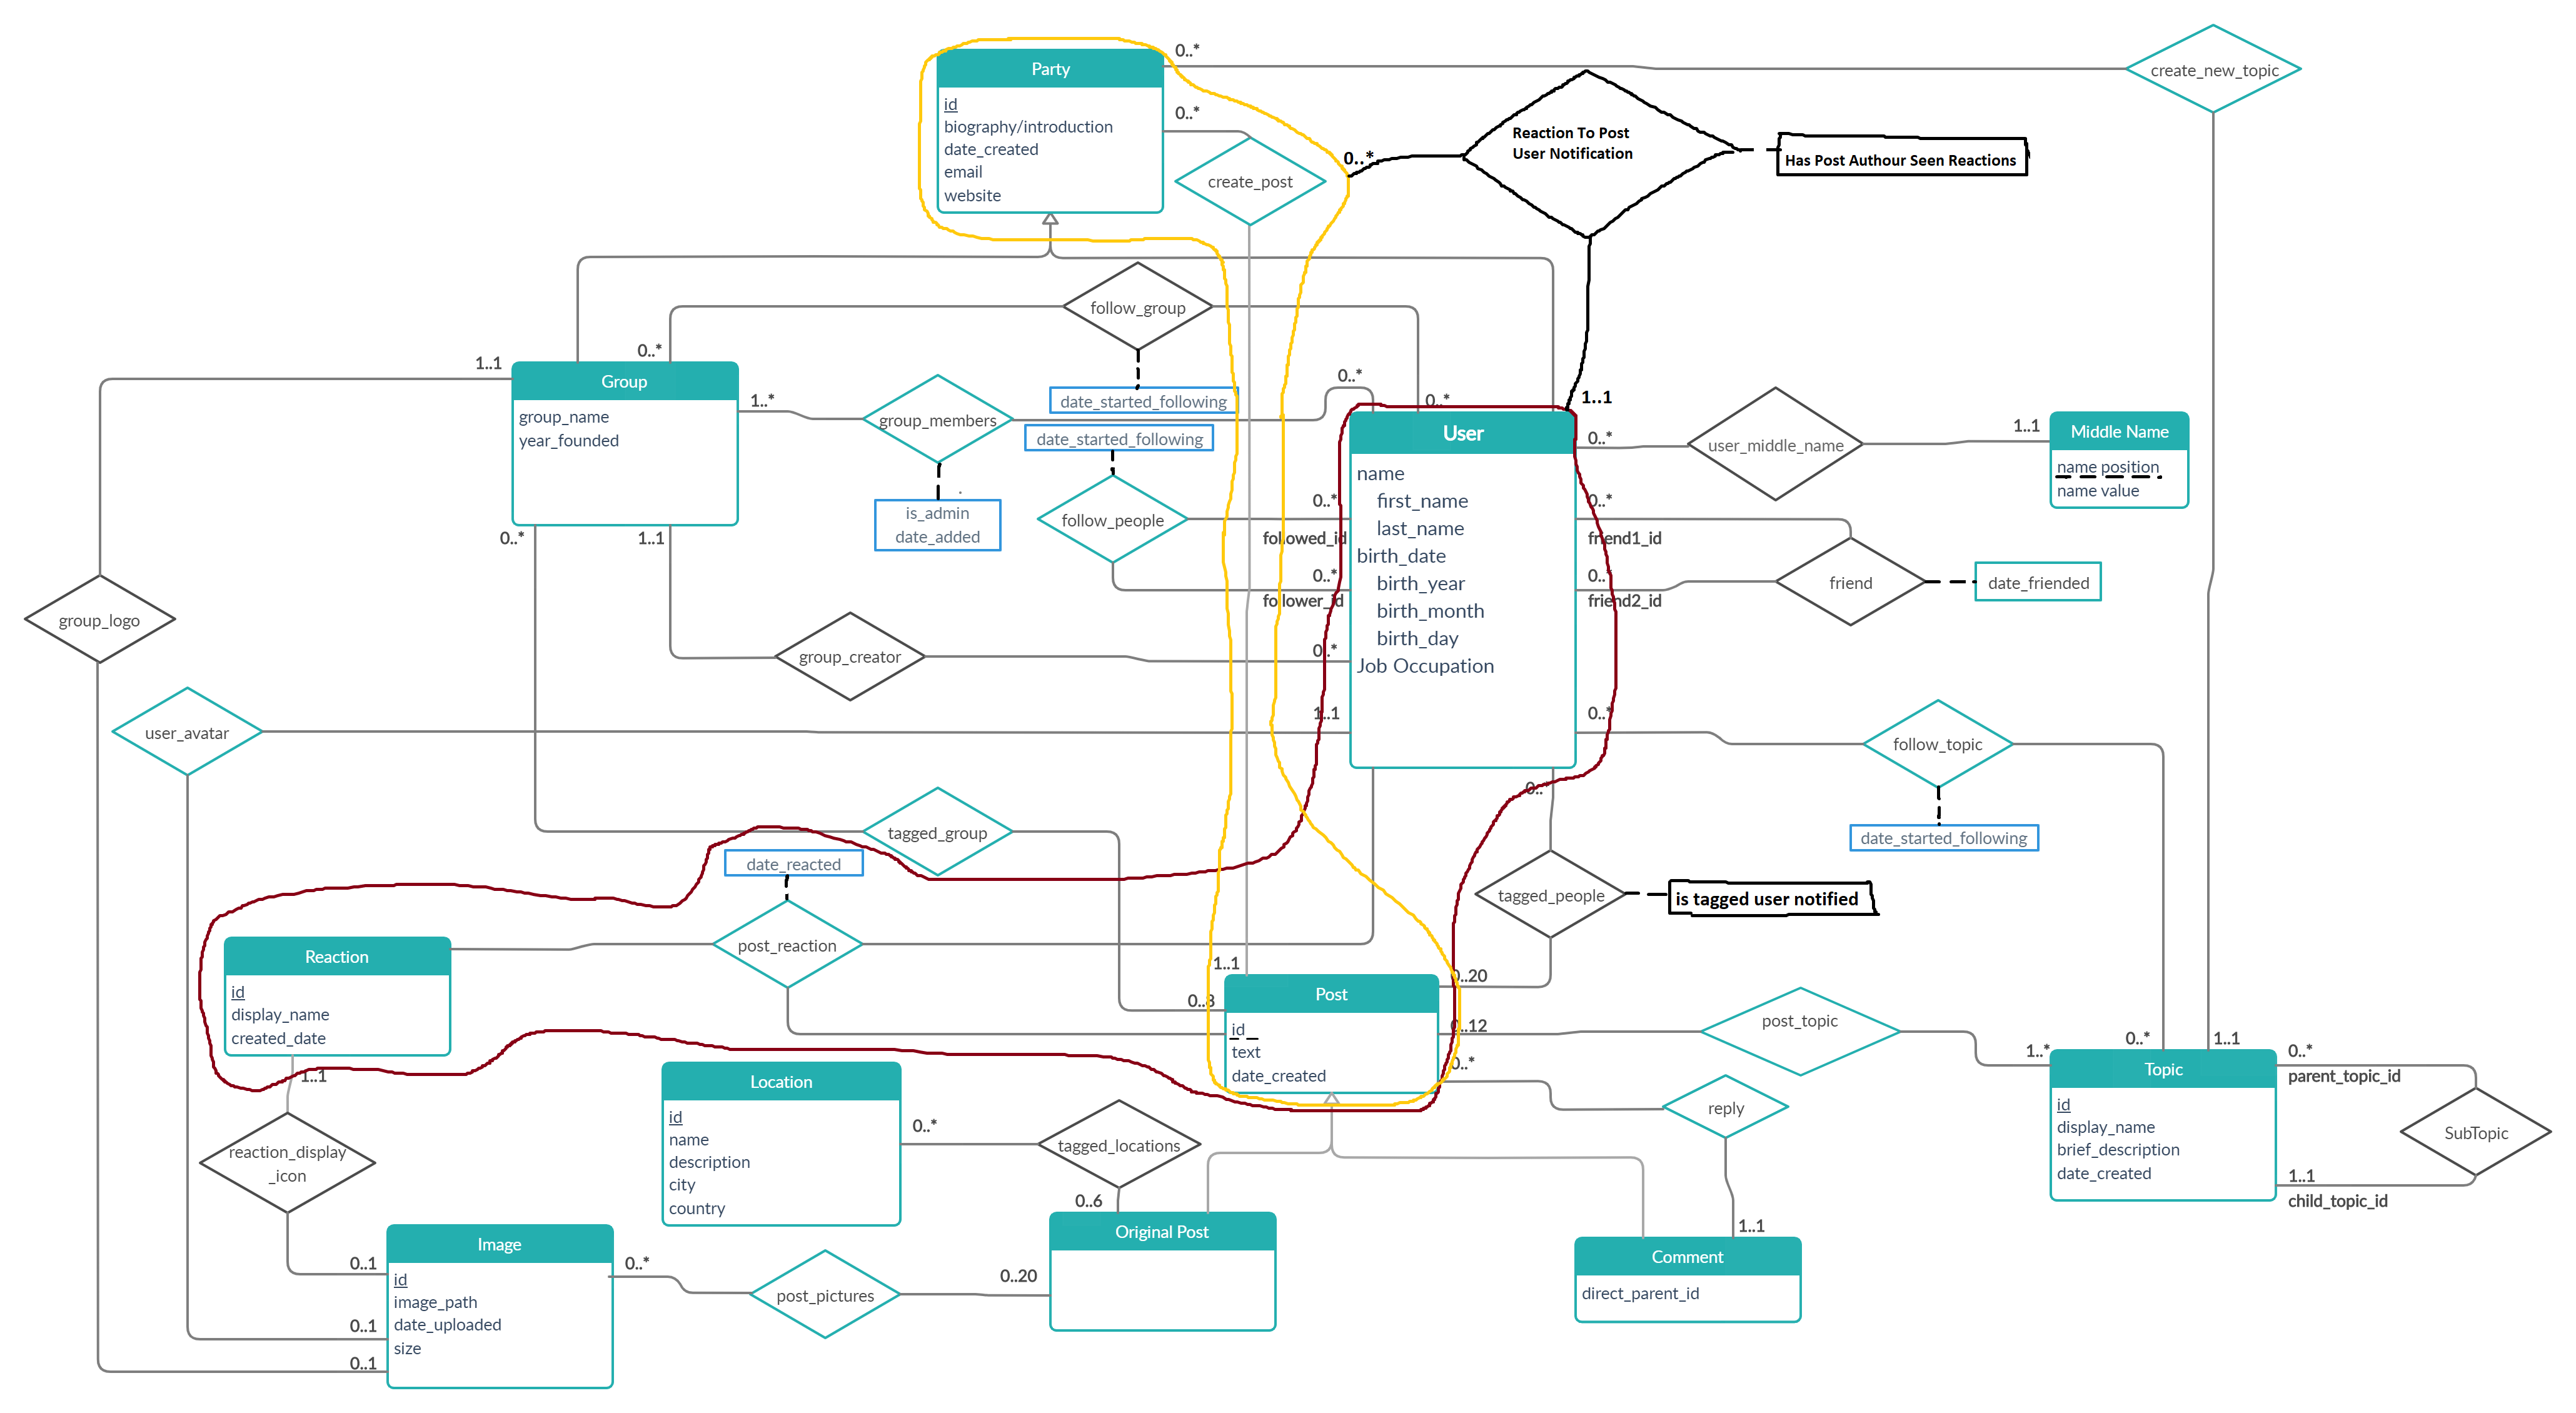 0..*
Party
create_new_topic
id
biography/introduction
date_created
email
website
0..*
create_post
0..*
Reaction To Post
User Notification
Has Post Authour Seen Reactions
follow_group
date_started_following
1..1
0..*
Group
group_name
year_founded
1..*
group_members
is_admin
date_added
0..*
0..*
1..1
User
name
first_name
last_name
birth_date
birth_year
birth_month
birth_day
Job Occupation
date_started_following
follow_people
0..*
followed_id
0..*
follower_id
0..*
user_middle_name
1..1
Middle Name
name position
name value
0..*
friend1_id
0..
friend2_id
friend
date_friended
0..*
1..1
group_logo
group_creator
0..*
user_avatar
1..1
0..*
follow_topic
date_started_following
tagged_group
date_reacted
0..
tagged_people
is tagged user notified
Reaction
id
display_name
created_date
post_reaction
1..1
0..8
Post
id
text
date_created
0..20
0..12
0..*
post_topic
1..*
0..*
1..1
Topic
id
display_name
brief_description
date_created
0..*
parent_topic_id
SubTopic
1..1
child_topic_id
1..1
reaction_display
_icon
Location
id
name
description
city
country
0..*
tagged_locations
0..6
reply
1..1
Original Post
Comment
direct_parent_id
Image
id
image_path
date_uploaded
size
0..1
0..1
0..1
0..*
post_pictures
0..20